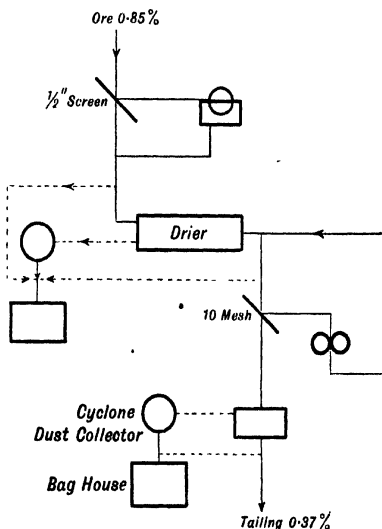 Ore 0·85%
½" Screen
Drier
10 Mesh
Cyclone
Dust Collector
Bag House
Tailing 0·37%